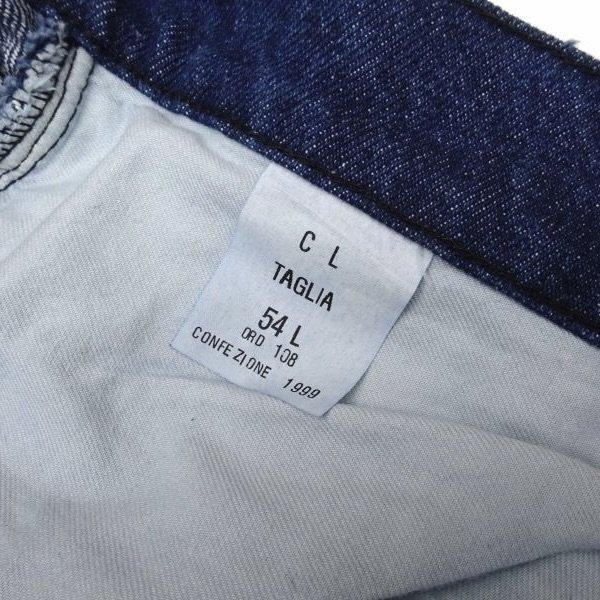 C L
TAGLIA
54 L
ORD 108
CONFEZIONE 1999